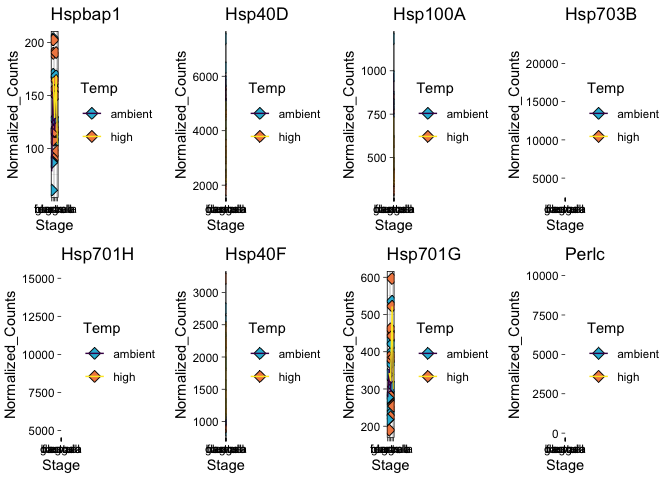 Hspbap1 Hsp40D Hsp100A Hsp703B
Normalized_Counts
200
150
100
Temp
ambient
high
Stage
Normalized_Counts
6000
4000
2000
Temp
ambient
high
Stage
Normalized_Counts
1000
750
500
Temp
ambient
high
Stage
Normalized_Counts
20000
15000
10000
5000
Temp
ambient
high
Stage
Hsp701H Hsp40F Hsp701G Perlc
Normalized_Counts
15000
12500
10000
7500
5000
Temp
ambient
high
Stage
Normalized_Counts
3000
2500
2000
1500
1000
Temp
ambient
high
Stage
Normalized_Counts
600
500
400
300
200
Temp
ambient
high
Stage
Normalized_Counts
10000
7500
5000
2500
0
Temp
ambient
high
Stage